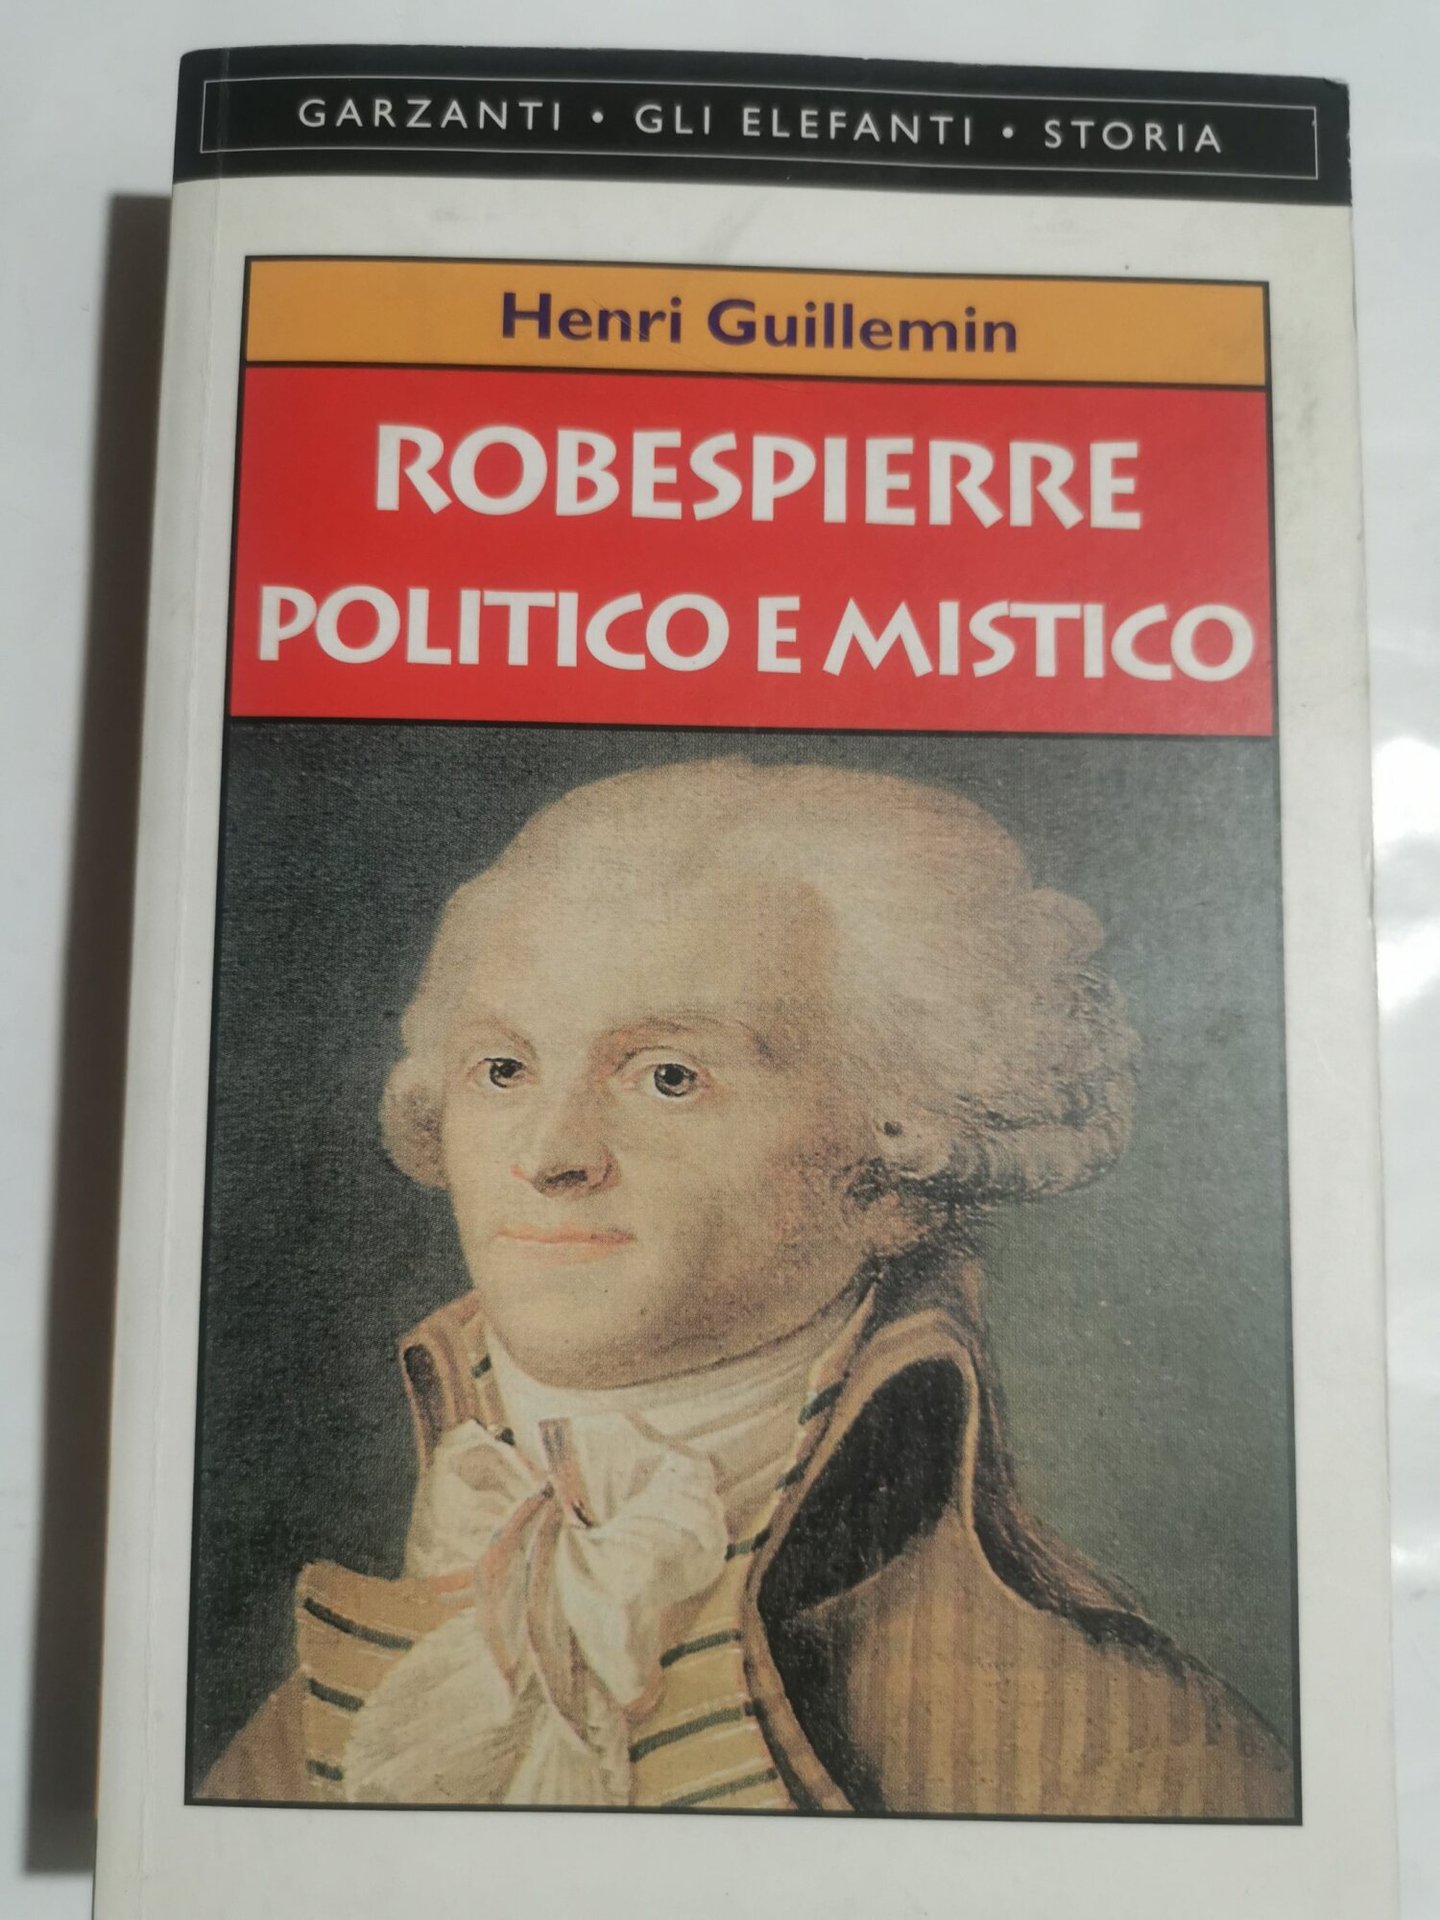 GARZANTI • GLI ELEFANTI • STORIA
Henri Guillemin
ROBESPIERRE
POLITICO E MISTICO